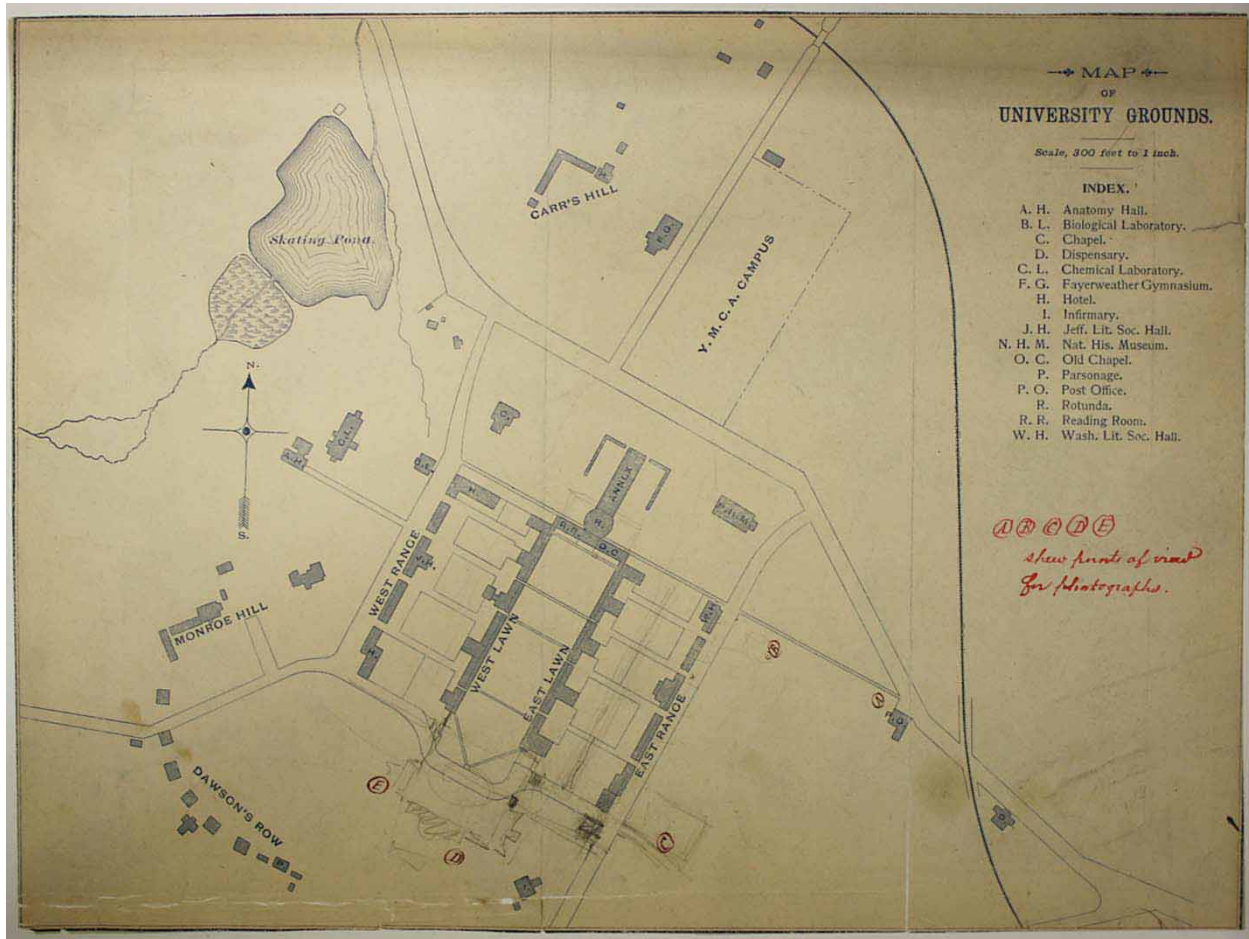 MAP
OF
UNIVERSITY GROUNDS.
Scale, 300 feet to 1 inch.
INDEX.
A. H. Anatomy Hall.
B. L. Biological Laboratory.
C. Chapel.
D. Dispensary.
C. L. Chemical Laboratory.
F. G. Fayerweather Gymnasium.
H. Hotel.
I. Infirmary.
J. H. Jeff. Lit. Soc. Hall.
N. H. M. Nat. His. Museum.
O. C. Old Chapel.
P. Parsonage.
P. O. Post Office.
R. Rotunda.
R. R. Reading Room.
W. H. Wash. Lit. Soc. Hall.
A B C D E
shew points of view
for photographs.
CARR'S HILL
Skating Pond.
F.G.
Y. M. C. A. CAMPUS
N.
S.
C.L.
A.H.
C.
B.L.
H.
ANNEX
R.
R.R.
O.C.
N.H.M.
J.H.
WEST RANGE
MONROE HILL
H.
WEST LAWN
EAST LAWN
EAST RANGE
B
A
P.O.
E
D
C
DAWSON'S ROW
P.
I.